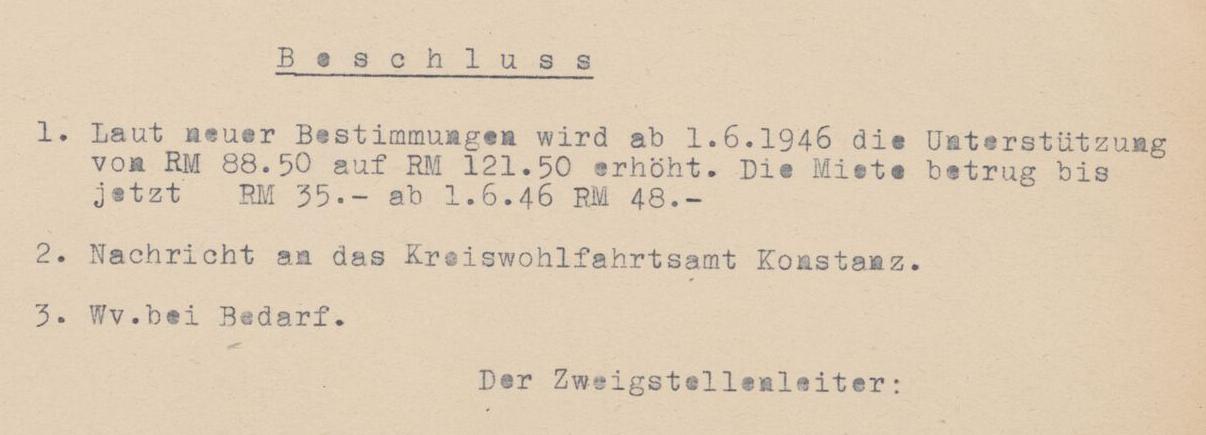 B e s c h l u s s
1. Laut neuer Bestimmungen wird ab 1.6.1946 die Unterstützung
von RM 88.50 auf RM 121.50 erhöht. Die Miete betrug bis
jetzt RM 35.- ab 1.6.46 RM 48.-
2. Nachricht an das Kreiswohlfahrtsamt Konstanz.
3. Wv.bei Bedarf.
Der Zweigstellenleiter: